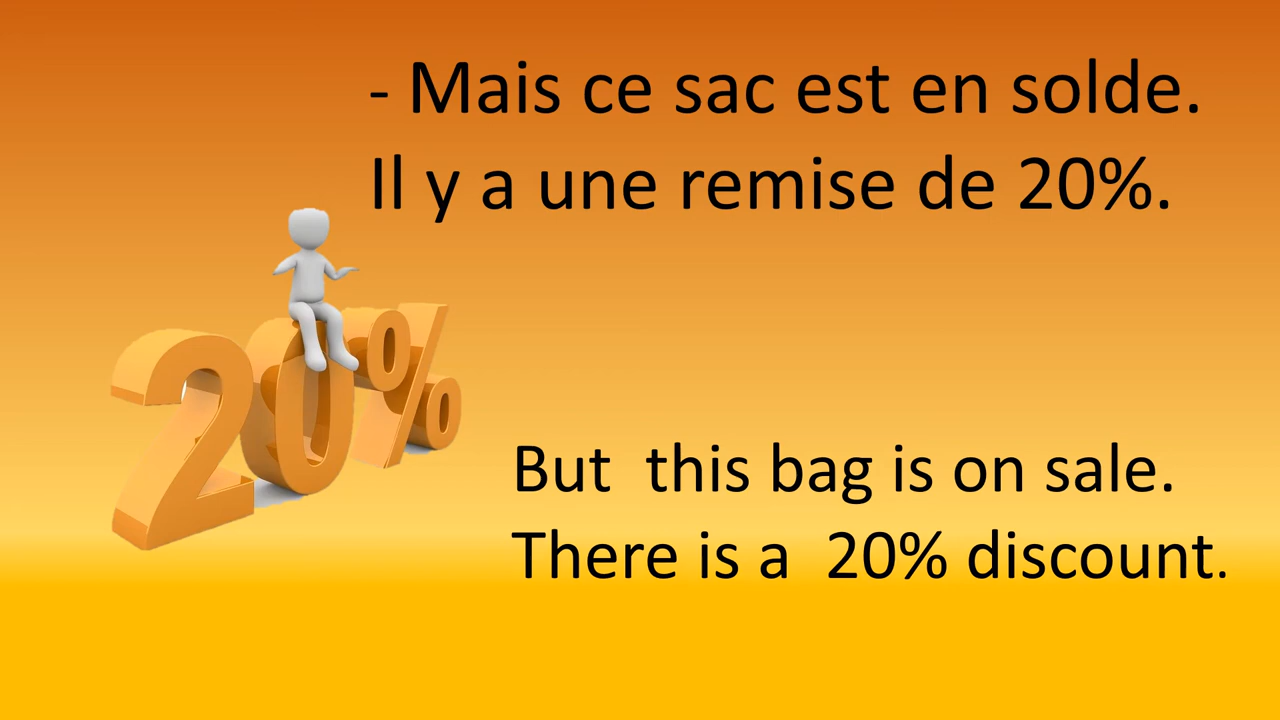 - Mais ce sac est en solde.
Il y a une remise de 20%.
20%
But this bag is on sale.
There is a 20% discount.